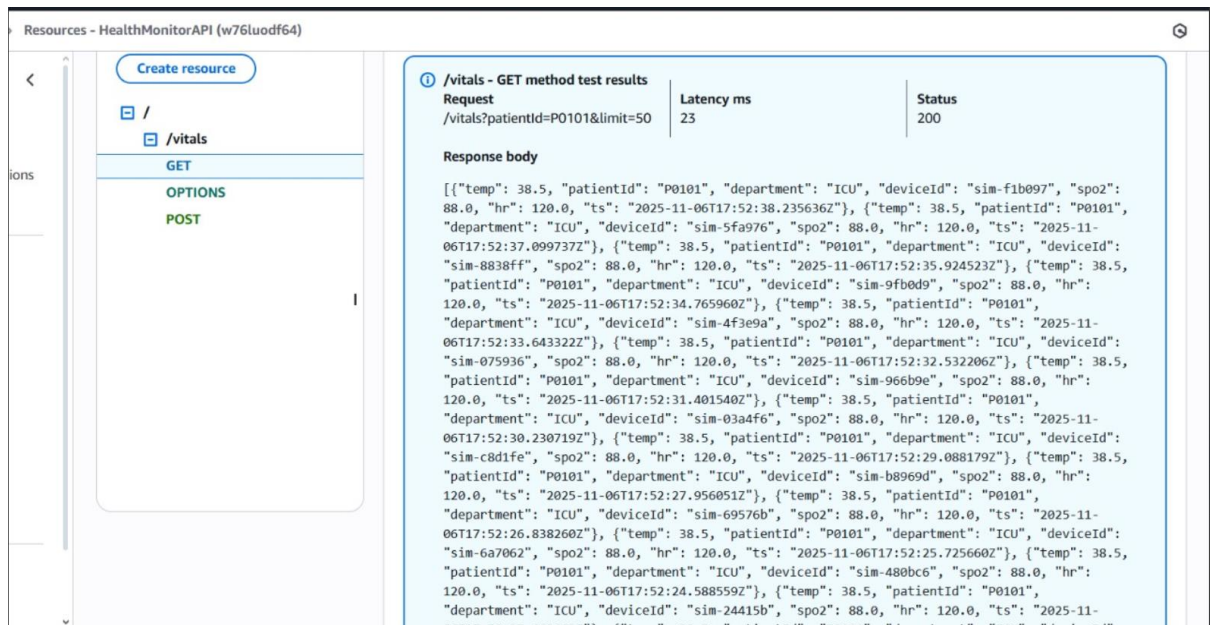 Resources - HealthMonitorAPI (w76luodf64)
Create resource
/
/vitals
GET
OPTIONS
POST
ions
/vitals - GET method test results
Request
/vitals?patientId=P0101&limit=50
Latency ms
23
Status
200
Response body
[{"temp": 38.5, "patientId": "P0101", "department": "ICU", "deviceId": "sim-f1b097", "spo2":
88.0, "hr": 120.0, "ts": "2025-11-06T17:52:38.235636Z"}, {"temp": 38.5, "patientId": "P0101",
"department": "ICU", "deviceId": "sim-5fa976", "spo2": 88.0, "hr": 120.0, "ts": "2025-11-
06T17:52:37.099737Z"}, {"temp": 38.5, "patientId": "P0101", "department": "ICU", "deviceId":
"sim-8838ff", "spo2": 88.0, "hr": 120.0, "ts": "2025-11-06T17:52:35.924523Z"}, {"temp": 38.5,
"patientId": "P0101", "department": "ICU", "deviceId": "sim-9fb0d9", "spo2": 88.0, "hr":
120.0, "ts": "2025-11-06T17:52:34.765960Z"}, {"temp": 38.5, "patientId": "P0101",
"department": "ICU", "deviceId": "sim-4f3e9a", "spo2": 88.0, "hr": 120.0, "ts": "2025-11-
06T17:52:33.643322Z"}, {"temp": 38.5, "patientId": "P0101", "department": "ICU", "deviceId":
"sim-075936", "spo2": 88.0, "hr": 120.0, "ts": "2025-11-06T17:52:32.532206Z"}, {"temp": 38.5,
"patientId": "P0101", "department": "ICU", "deviceId": "sim-966b9e", "spo2": 88.0, "hr":
120.0, "ts": "2025-11-06T17:52:31.401540Z"}, {"temp": 38.5, "patientId": "P0101",
"department": "ICU", "deviceId": "sim-03a4f6", "spo2": 88.0, "hr": 120.0, "ts": "2025-11-
06T17:52:30.230719Z"}, {"temp": 38.5, "patientId": "P0101", "department": "ICU", "deviceId":
"sim-c8d1fe", "spo2": 88.0, "hr": 120.0, "ts": "2025-11-06T17:52:29.088179Z"}, {"temp": 38.5,
"patientId": "P0101", "department": "ICU", "deviceId": "sim-b8969d", "spo2": 88.0, "hr":
120.0, "ts": "2025-11-06T17:52:27.956051Z"}, {"temp": 38.5, "patientId": "P0101",
"department": "ICU", "deviceId": "sim-69576b", "spo2": 88.0, "hr": 120.0, "ts": "2025-11-
06T17:52:26.838260Z"}, {"temp": 38.5, "patientId": "P0101", "department": "ICU", "deviceId":
"sim-6a7062", "spo2": 88.0, "hr": 120.0, "ts": "2025-11-06T17:52:25.725660Z"}, {"temp": 38.5,
"patientId": "P0101", "department": "ICU", "deviceId": "sim-480bc6", "spo2": 88.0, "hr":
120.0, "ts": "2025-11-06T17:52:24.588559Z"}, {"temp": 38.5, "patientId": "P0101",
"department": "ICU", "deviceId": "sim-24415b", "spo2": 88.0, "hr": 120.0, "ts": "2025-11-